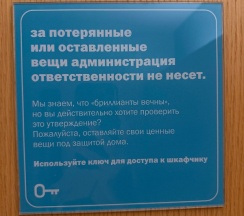 за потерянные
или оставленные
вещи администрация
ответственности не несет.
Мы знаем, что «бриллианты вечны»,
но вы действительно хотите проверить
это утверждение?
Пожалуйста, оставляйте свои ценные
вещи под защитой дома.
Используйте ключ для доступа к шкафчику